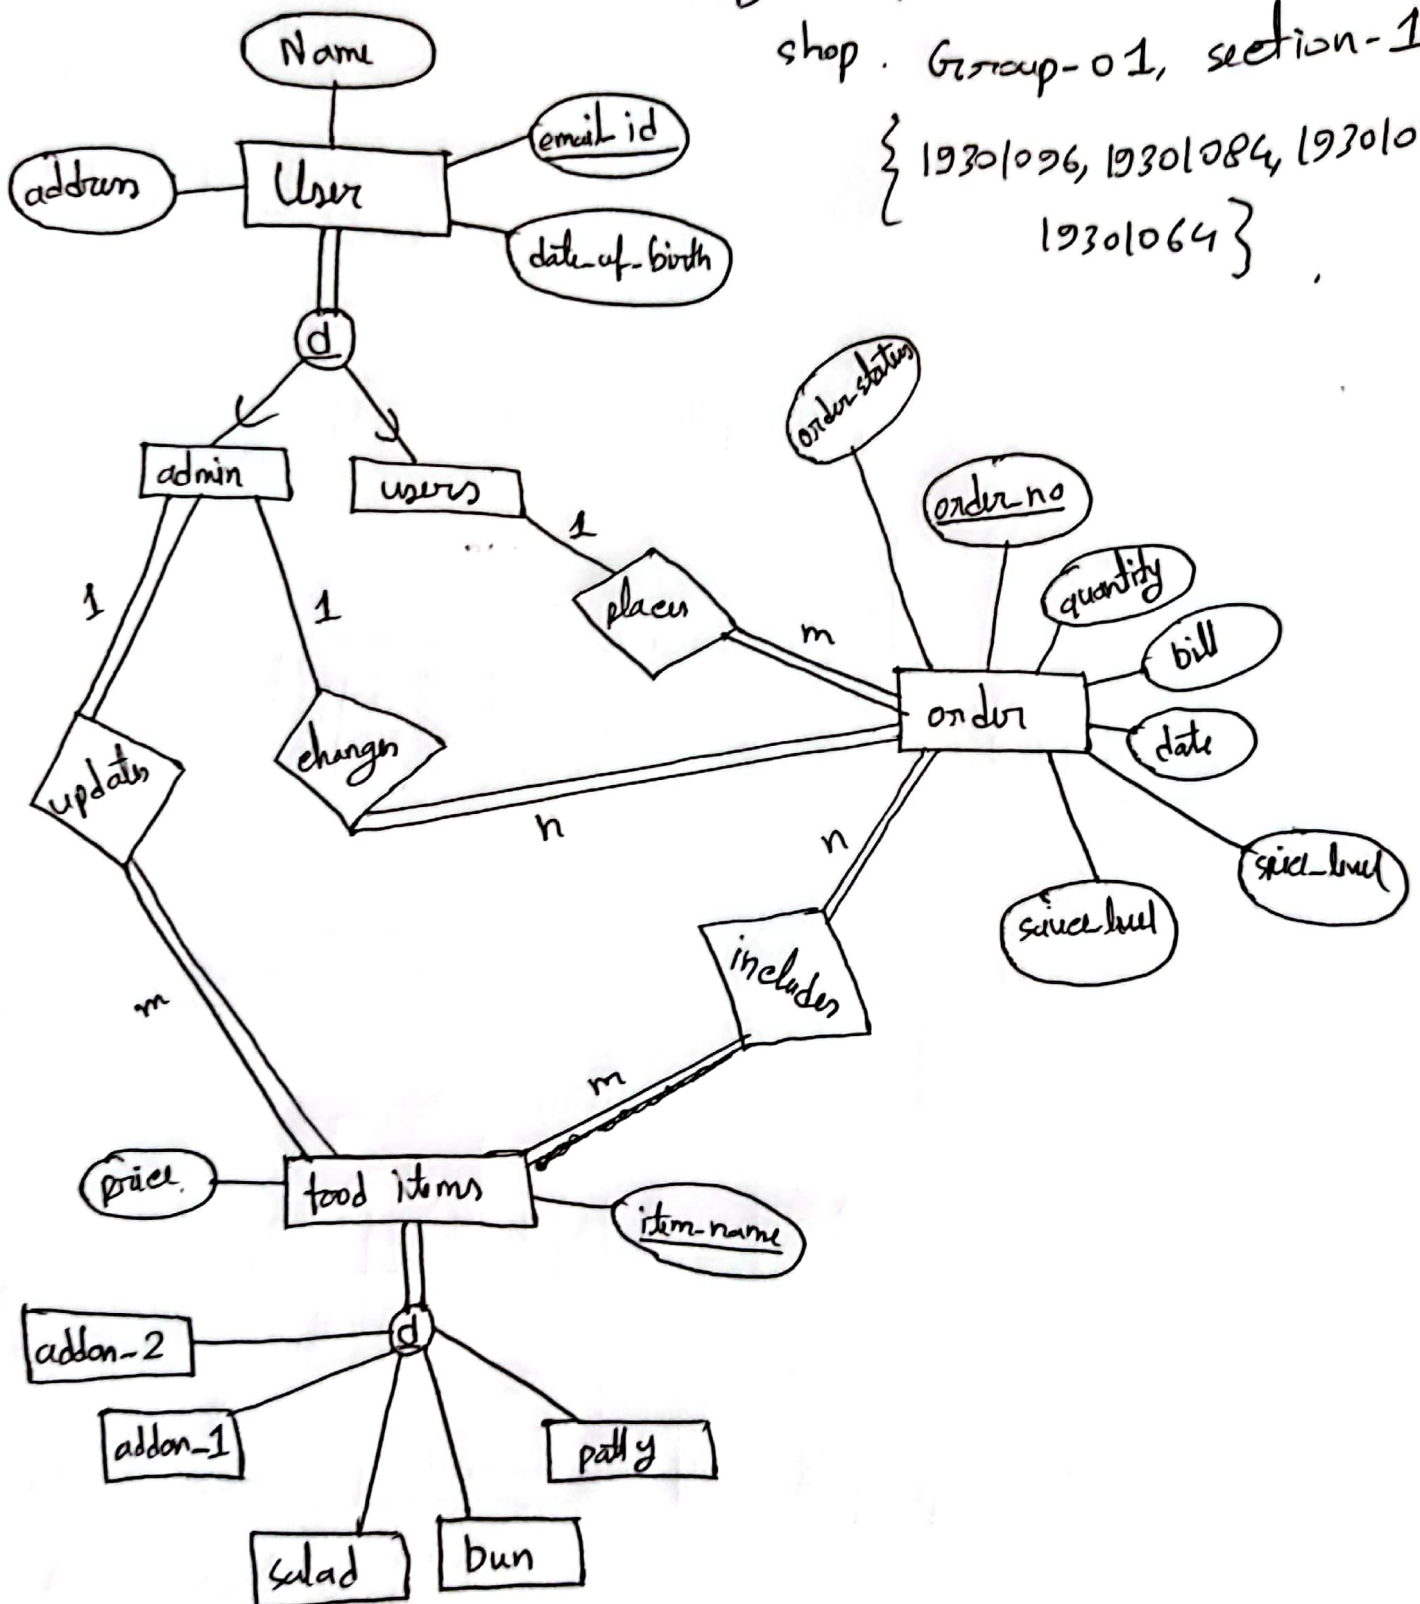 shop. Group-01, section-1
{ 19301096, 19301084, 193010
19301064 }
Name
email id
address
User
date_of_birth
d
admin
users
order_status
order_no
quantity
bill
date
spice_level
sauce_level
order
1
1
1
places
m
updates
changes
n
n
includes
m
m
price
food items
item_name
d
addon_2
addon_1
patty
salad
bun